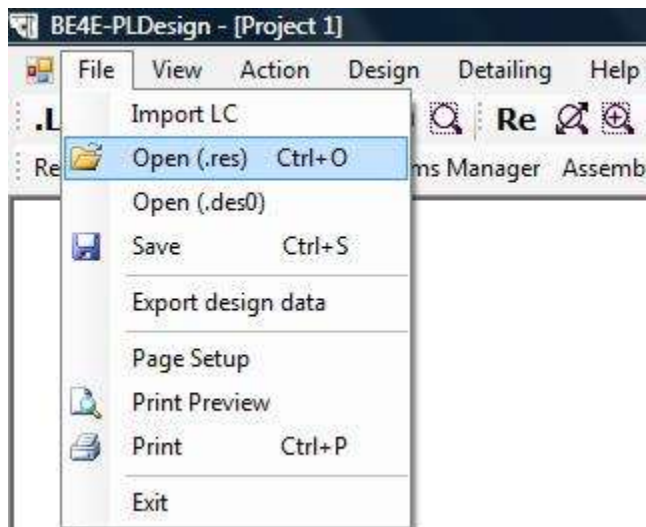 BE4E-PLDesign - [Project 1]
File View Action Design Detailing Help
.L Re
Re ms Manager Assemb
Import LC
Open (.res) Ctrl+O
Open (.des0)
Save Ctrl+S
Export design data
Page Setup
Print Preview
Print Ctrl+P
Exit